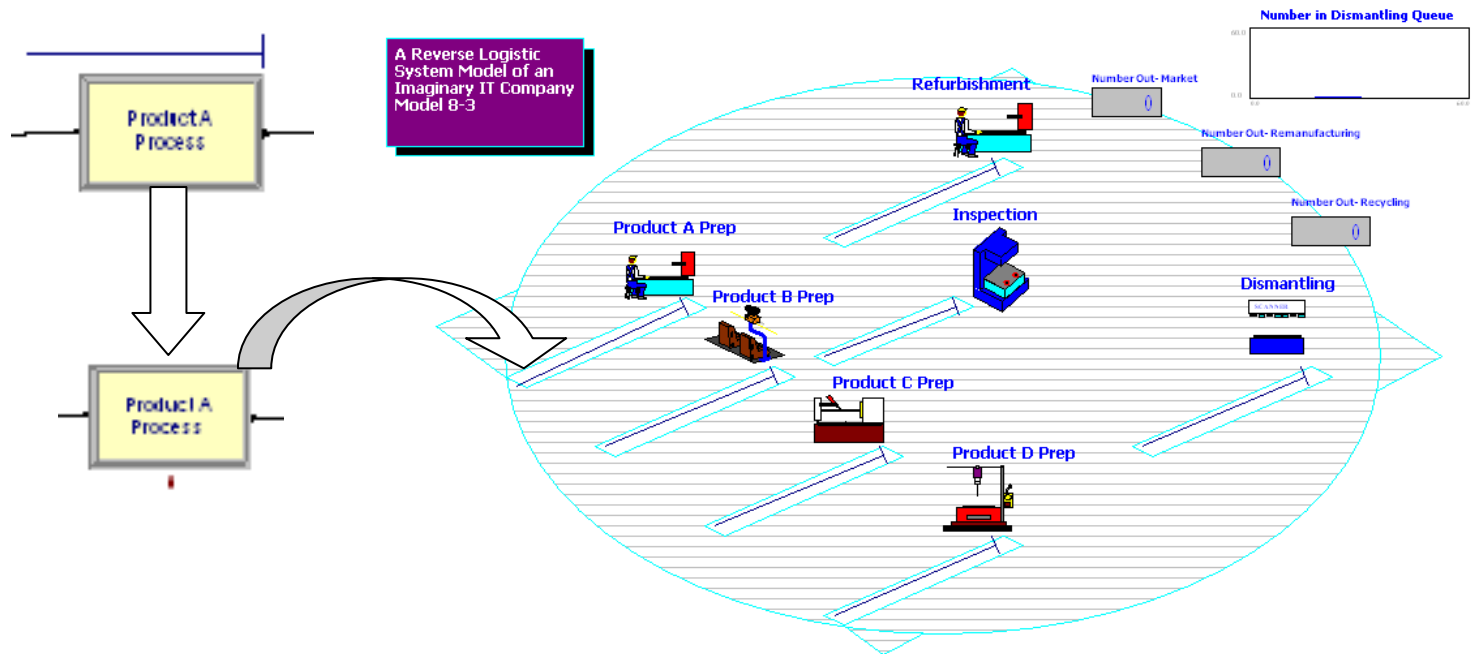 Product A
Process
Product A
Process
A Reverse Logistic
System Model of an
Imaginary IT Company
Model 8-3
Number in Dismantling Queue
60.0
0.0
0.0
Refurbishment
Number Out- Market
0
Number Out- Remanufacturing
0
Number Out- Recycling
0
Product A Prep
Inspection
Product B Prep
Dismantling
Product C Prep
Product D Prep